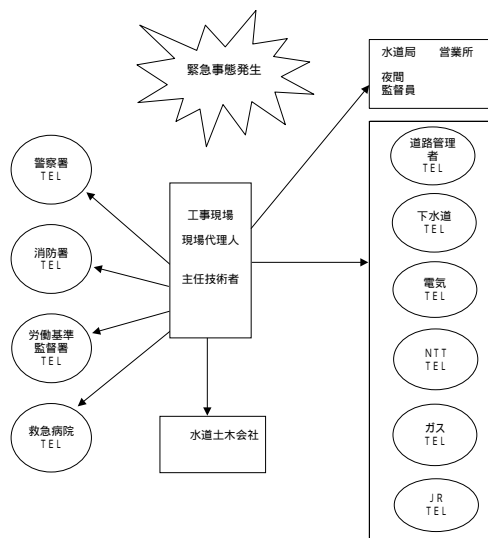 緊急事態発生
水道局 営業所
夜間
監督員
警察署
TEL
消防署
TEL
労働基準
監督署
TEL
救急病院
TEL
工事現場
現場代理人
主任技術者
水道土木会社
道路管理
者
TEL
下水道
TEL
電気
TEL
NTT
TEL
ガス
TEL
JR
TEL